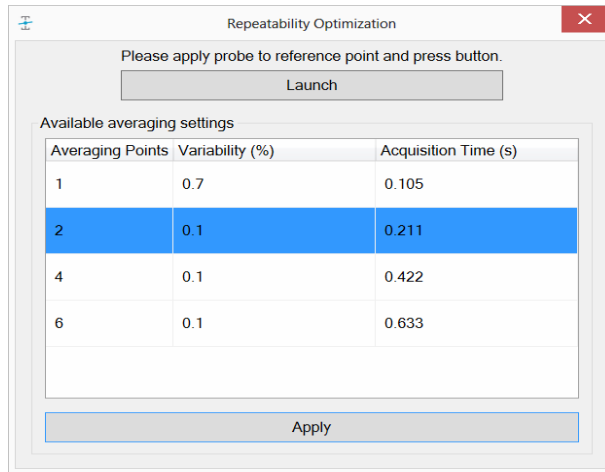 Repeatability Optimization
Please apply probe to reference point and press button.
Launch
Available averaging settings
Averaging Points Variability (%) Acquisition Time (s)
1 0.7 0.105
2 0.1 0.211
4 0.1 0.422
6 0.1 0.633
Apply